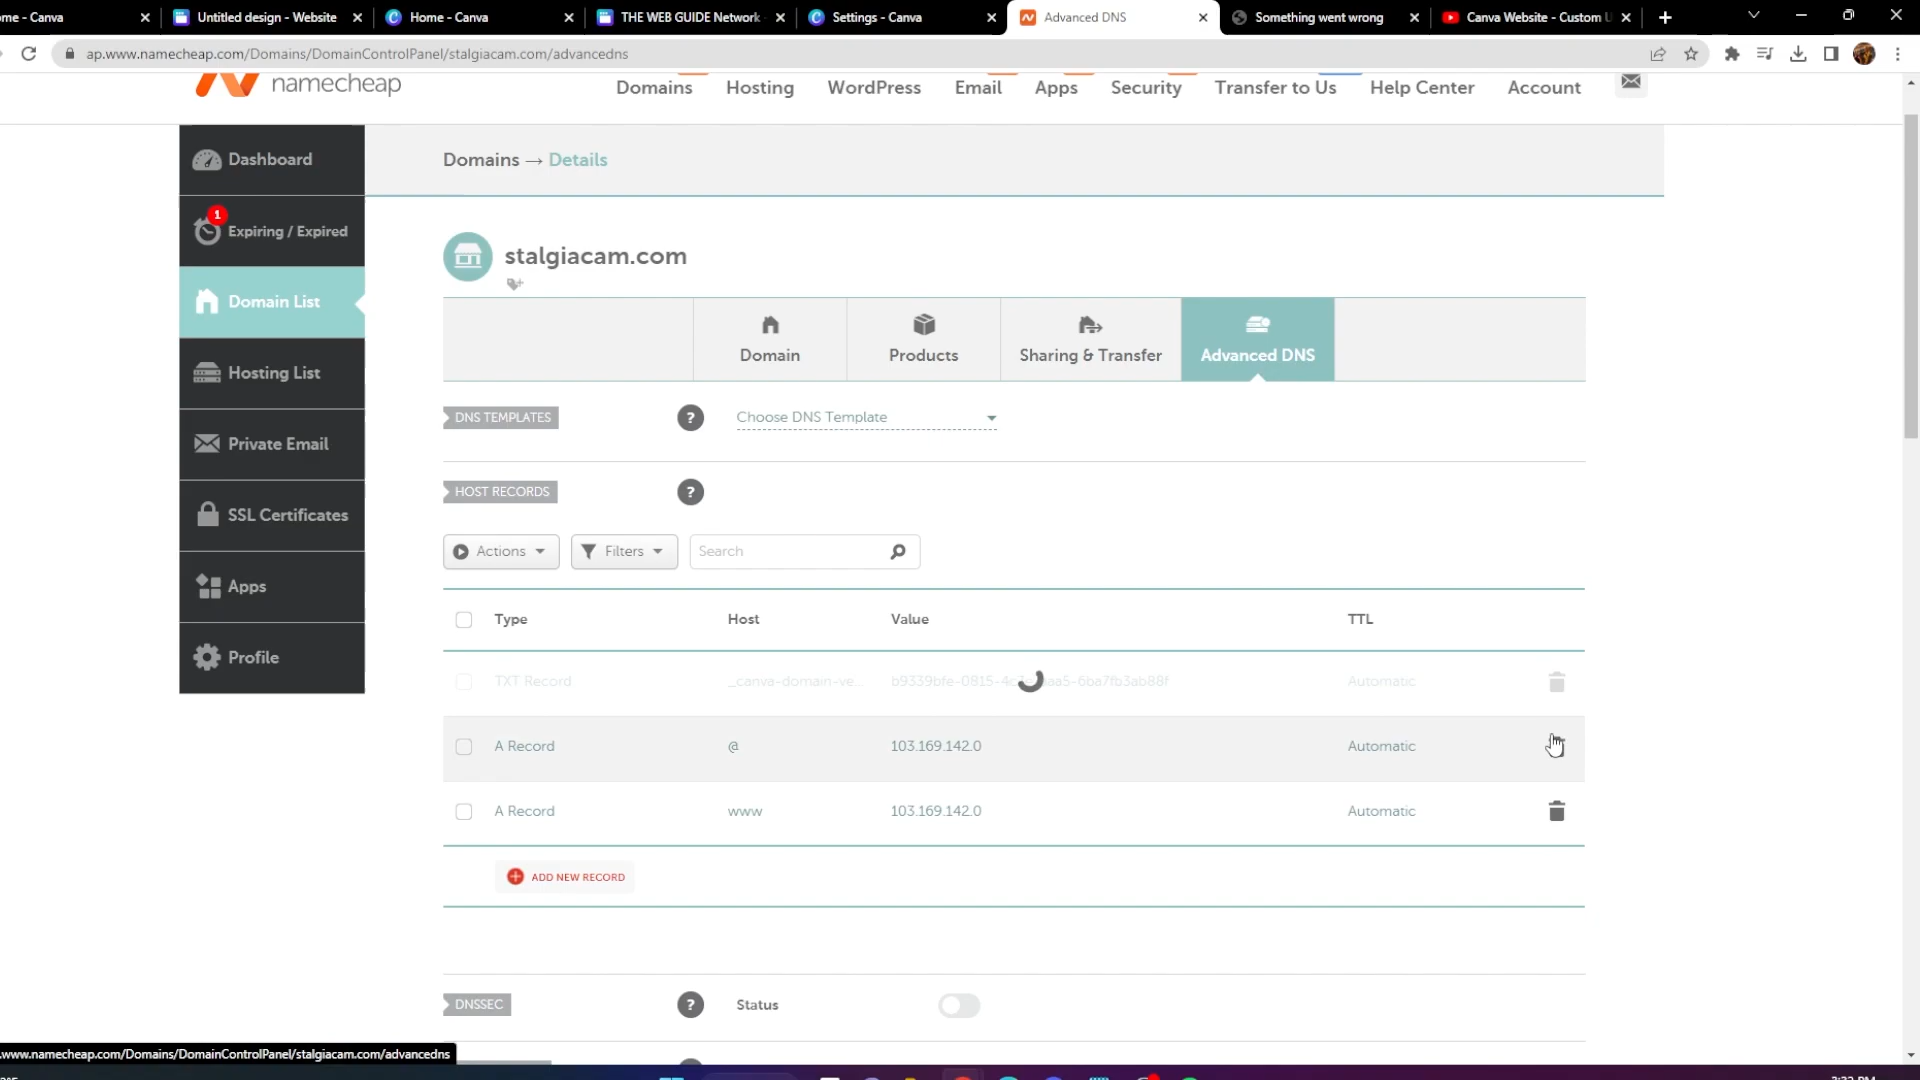 ome - Canva
Untitled design - Website
Home - Canva
THE WEB GUIDE Network
Settings - Canva
Advanced DNS
Something went wrong
Canva Website - Custom U
ap.www.namecheap.com/Domains/DomainControlPanel/stalgiacam.com/advancedns
namecheap
Domains
Hosting
WordPress
Email
Apps
Security
Transfer to Us
Help Center
Account
Dashboard
1
Expiring / Expired
Domain List
Hosting List
Private Email
SSL Certificates
Apps
Profile
Domains → Details
stalgiacam.com
Domain
Products
Sharing & Transfer
Advanced DNS
DNS TEMPLATES
?
Choose DNS Template
HOST RECORDS
?
Actions
Filters
Search
Type Host Value TTL
TXT Record _canva-domain-ve... Automatic
A Record @ 103.169.142.0 Automatic
A Record www 103.169.142.0 Automatic
ADD NEW RECORD
DNSSEC
?
Status
.www.namecheap.com/Domains/DomainControlPanel/stalgiacam.com/advancedns